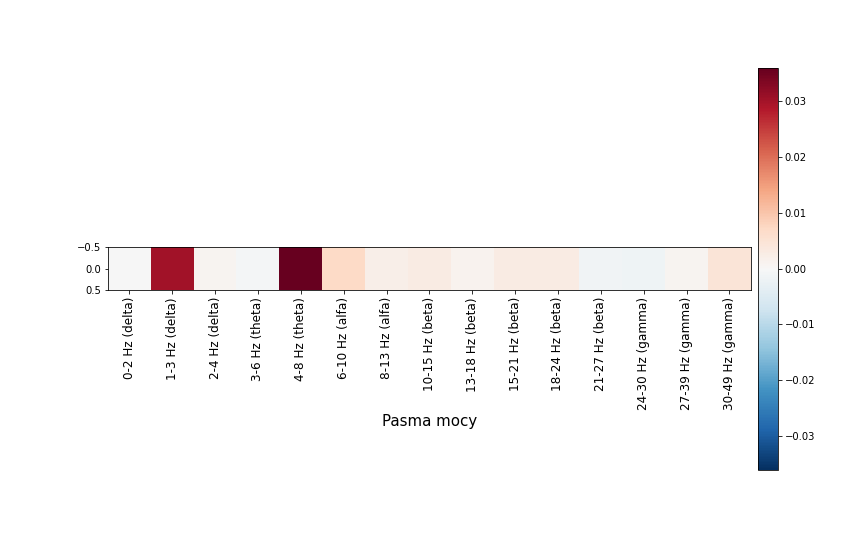 −0.5
0.0
0.5
0-2 Hz (delta)
1-3 Hz (delta)
2-4 Hz (delta)
3-6 Hz (theta)
4-8 Hz (theta)
6-10 Hz (alfa)
8-13 Hz (alfa)
10-15 Hz (beta)
13-18 Hz (beta)
15-21 Hz (beta)
18-24 Hz (beta)
21-27 Hz (beta)
24-30 Hz (gamma)
27-39 Hz (gamma)
30-49 Hz (gamma)
Pasma mocy
0.03
0.02
0.01
0.00
−0.01
−0.02
−0.03